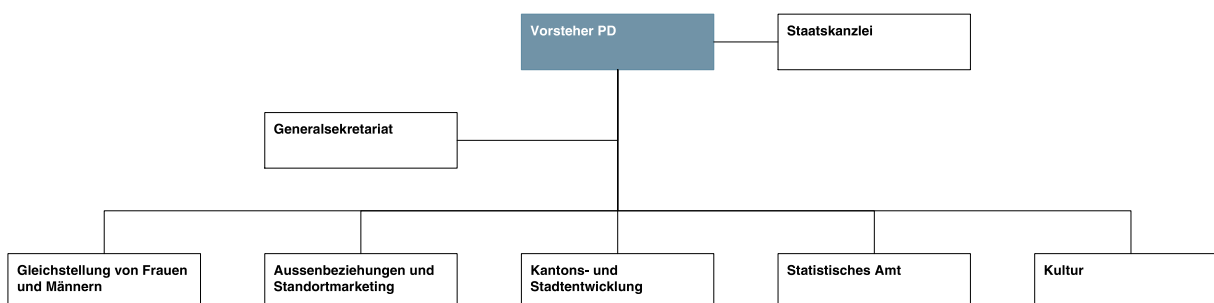 Vorsteher PD
Staatskanzlei
Generalsekretariat
Gleichstellung von Frauen
und Männern
Aussenbeziehungen und
Standortmarketing
Kantons- und
Stadtentwicklung
Statistisches Amt
Kultur